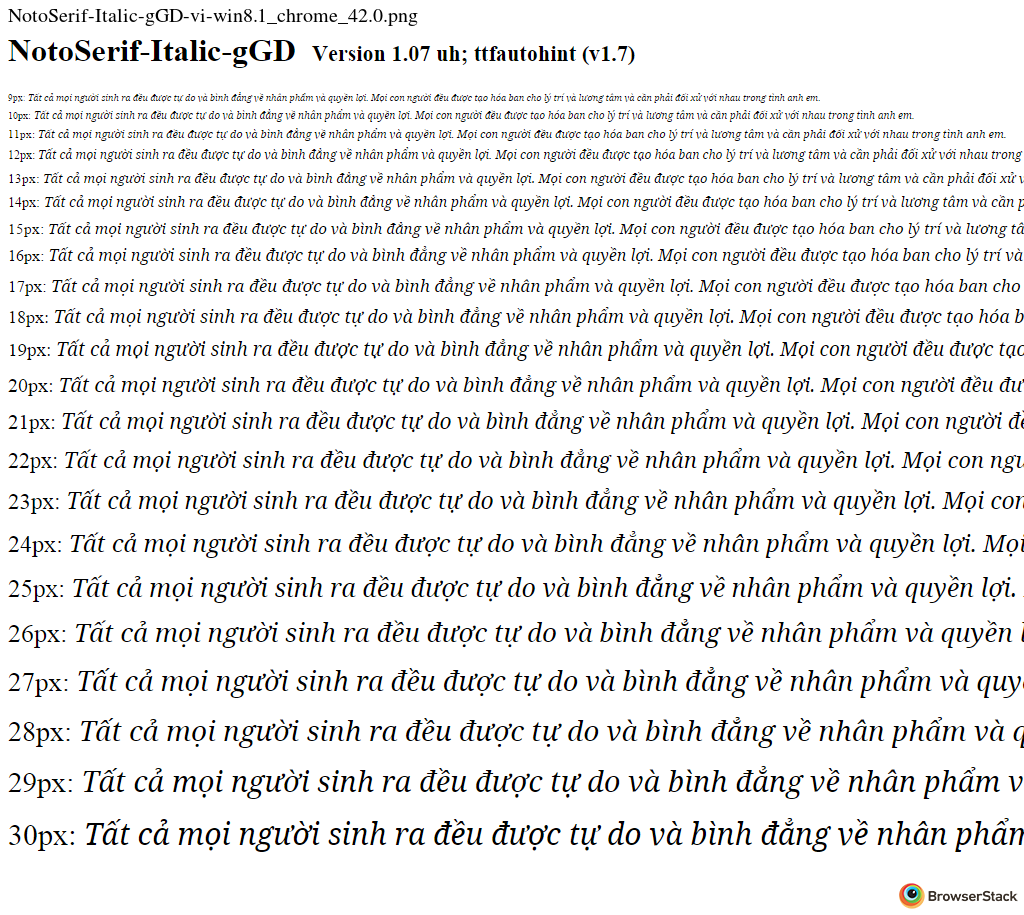 NotoSerif-Italic-gGD-vi-win8.1_chrome_42.0.png
NotoSerif-Italic-gGD Version 1.07 uh; ttfautohint (v1.7)
9px: Tất cả mọi người sinh ra đều được tự do và bình đẳng về nhân phẩm và quyền lợi. Mọi con người đều được tạo hóa ban cho lý trí và lương tâm và cần phải đối xử với nhau trong tình anh em.
10px: Tất cả mọi người sinh ra đều được tự do và bình đẳng về nhân phẩm và quyền lợi. Mọi con người đều được tạo hóa ban cho lý trí và lương tâm và cần phải đối xử với nhau trong tình anh em.
11px: Tất cả mọi người sinh ra đều được tự do và bình đẳng về nhân phẩm và quyền lợi. Mọi con người đều được tạo hóa ban cho lý trí và lương tâm và cần phải đối xử với nhau trong tình anh em.
12px: Tất cả mọi người sinh ra đều được tự do và bình đẳng về nhân phẩm và quyền lợi. Mọi con người đều được tạo hóa ban cho lý trí và lương tâm và cần phải đối xử với nhau trong
13px: Tất cả mọi người sinh ra đều được tự do và bình đẳng về nhân phẩm và quyền lợi. Mọi con người đều được tạo hóa ban cho lý trí và lương tâm và cần phải đối xử v
14px: Tất cả mọi người sinh ra đều được tự do và bình đẳng về nhân phẩm và quyền lợi. Mọi con người đều được tạo hóa ban cho lý trí và lương tâm và cần p
15px: Tất cả mọi người sinh ra đều được tự do và bình đẳng về nhân phẩm và quyền lợi. Mọi con người đều được tạo hóa ban cho lý trí và lương tâ
16px: Tất cả mọi người sinh ra đều được tự do và bình đẳng về nhân phẩm và quyền lợi. Mọi con người đều được tạo hóa ban cho lý trí và
17px: Tất cả mọi người sinh ra đều được tự do và bình đẳng về nhân phẩm và quyền lợi. Mọi con người đều được tạo hóa ban cho
18px: Tất cả mọi người sinh ra đều được tự do và bình đẳng về nhân phẩm và quyền lợi. Mọi con người đều được tạo hóa b
19px: Tất cả mọi người sinh ra đều được tự do và bình đẳng về nhân phẩm và quyền lợi. Mọi con người đều được tạo
20px: Tất cả mọi người sinh ra đều được tự do và bình đẳng về nhân phẩm và quyền lợi. Mọi con người đều đư
21px: Tất cả mọi người sinh ra đều được tự do và bình đẳng về nhân phẩm và quyền lợi. Mọi con người đề
22px: Tất cả mọi người sinh ra đều được tự do và bình đẳng về nhân phẩm và quyền lợi. Mọi con ngư
23px: Tất cả mọi người sinh ra đều được tự do và bình đẳng về nhân phẩm và quyền lợi. Mọi con
24px: Tất cả mọi người sinh ra đều được tự do và bình đẳng về nhân phẩm và quyền lợi. Mọi
25px: Tất cả mọi người sinh ra đều được tự do và bình đẳng về nhân phẩm và quyền lợi.
26px: Tất cả mọi người sinh ra đều được tự do và bình đẳng về nhân phẩm và quyền l
27px: Tất cả mọi người sinh ra đều được tự do và bình đẳng về nhân phẩm và quy
28px: Tất cả mọi người sinh ra đều được tự do và bình đẳng về nhân phẩm và q
29px: Tất cả mọi người sinh ra đều được tự do và bình đẳng về nhân phẩm v
30px: Tất cả mọi người sinh ra đều được tự do và bình đẳng về nhân phẩm
BrowserStack